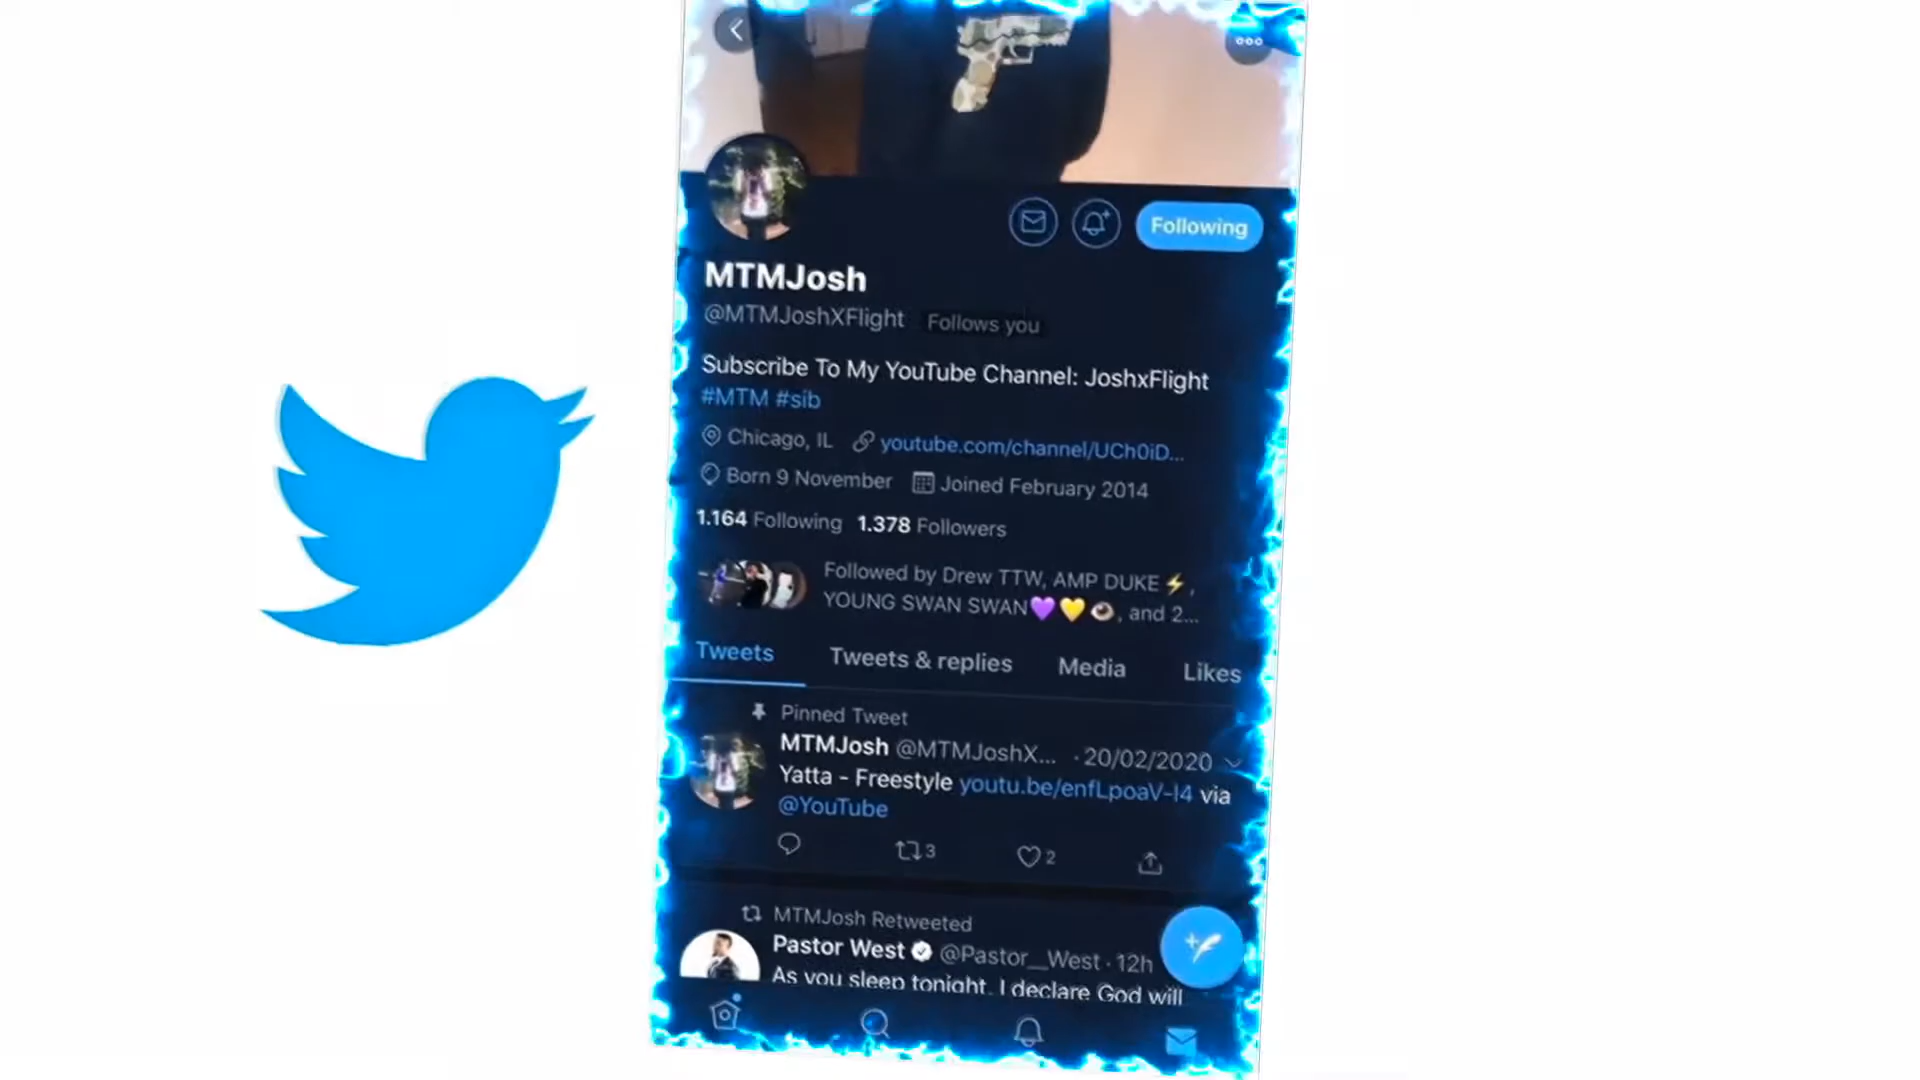 Following
MTMJosh
@MTMJoshXFlight Follows you
Subscribe To My YouTube Channel: JoshxFlight
#MTM #sib
Chicago, IL youtube.com/channel/UCh0iD...
Born 9 November Joined February 2014
1.164 Following 1.378 Followers
Followed by Drew TTW, AMP DUKE⚡,
YOUNG SWAN SWAN💜💛👁, and 2...
Tweets Tweets & replies Media Likes
Pinned Tweet
MTMJosh @MTMJoshX... · 20/02/2020
Yatta - Freestyle youtu.be/enfLpoaV-I4 via
@YouTube
3 2
MTMJosh Retweeted
Pastor West @Pastor__West · 12h
As you sleep tonight, I declare God will